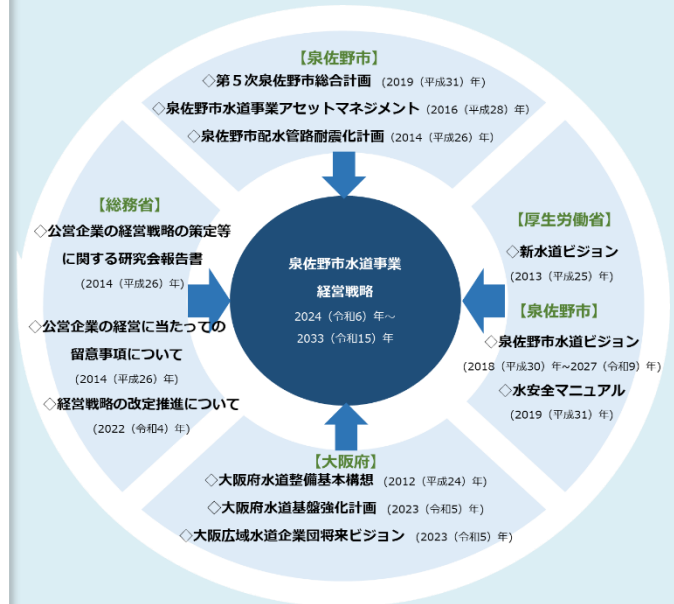 【泉佐野市】
◇第５次泉佐野市総合計画 (2019（平成31）年)
◇泉佐野市水道事業アセットマネジメント (2016（平成28）年)
◇泉佐野市配水管路耐震化計画 (2014（平成26）年)
【総務省】
◇公営企業の経営戦略の策定等
に関する研究会報告書
(2014（平成26）年)
◇公営企業の経営に当たっての
留意事項について
(2014（平成26）年)
◇経営戦略の改定推進について
(2022（令和4）年)
泉佐野市水道事業
経営戦略
2024（令和6）年～
2033（令和15）年
【厚生労働省】
◇新水道ビジョン
(2013（平成25）年)
【泉佐野市】
◇泉佐野市水道ビジョン
(2018（平成30）年~2027（令和9）年)
◇水安全マニュアル
(2019（平成31）年)
【大阪府】
◇大阪府水道整備基本構想 (2012（平成24）年)
◇大阪府水道基盤強化計画 (2023（令和5）年)
◇大阪広域水道企業団将来ビジョン (2023（令和5）年)